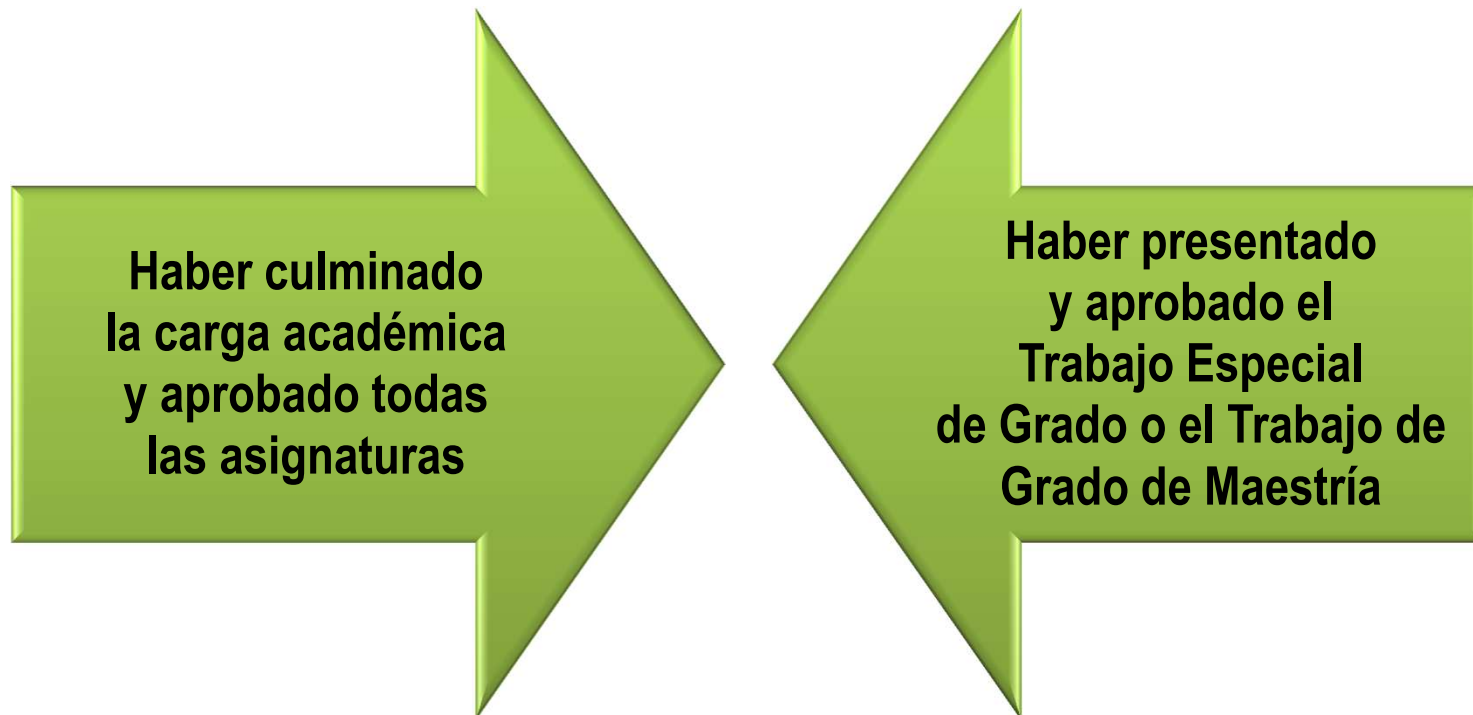 Haber culminado
la carga académica
y aprobado todas
las asignaturas
Haber presentado
y aprobado el
Trabajo Especial
de Grado o el Trabajo de
Grado de Maestría